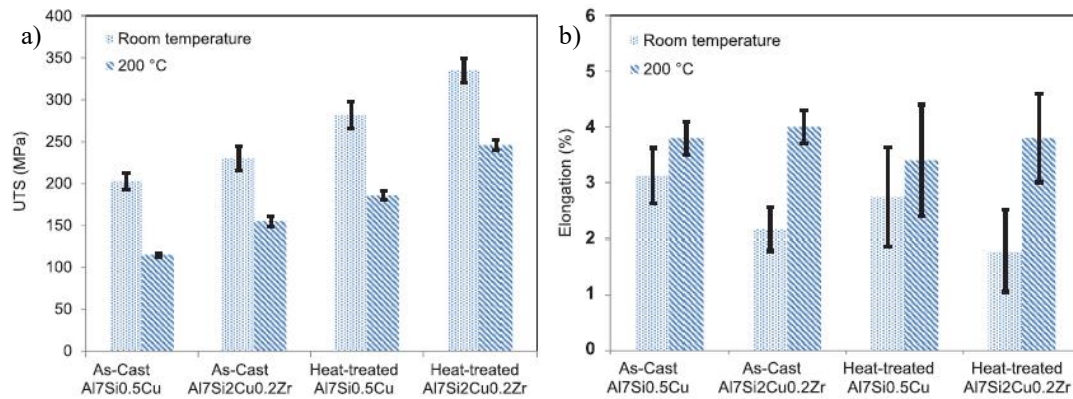 a)
UTS (MPa)
400
350
300
250
200
150
100
50
0
Room temperature
200 °C
As-Cast
Al7Si0.5Cu
As-Cast
Al7Si2Cu0.2Zr
Heat-treated
Al7Si0.5Cu
Heat-treated
Al7Si2Cu0.2Zr
b)
Elongation (%)
6
5
4
3
2
1
0
Room temperature
200 °C
As-Cast
Al7Si0.5Cu
As-Cast
Al7Si2Cu0.2Zr
Heat-treated
Al7Si0.5Cu
Heat-treated
Al7Si2Cu0.2Zr